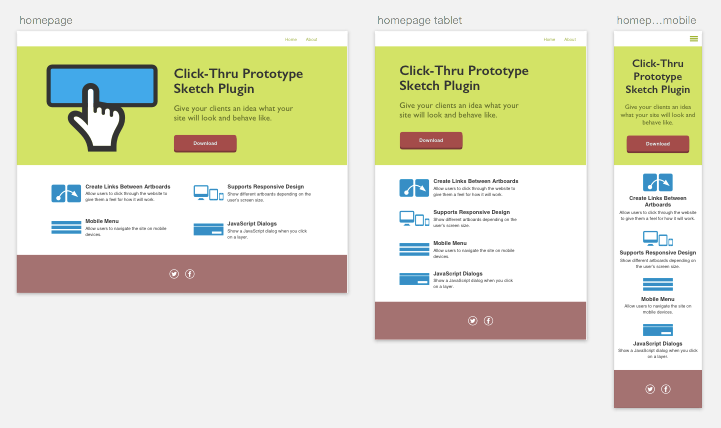 homepage
Home About
Click-Thru Prototype
Sketch Plugin
Give your clients an idea what your
site will look and behave like.
Download
Create Links Between Artboards
Allow users to click through the website to
give them a feel for how it will work.
Supports Responsive Design
Show different artboards depending on the
user's screen size.
Mobile Menu
Allow users to navigate the site on mobile
devices.
JavaScript Dialogs
Show a JavaScript dialog when you click
on a layer.
homepage tablet
Home About
Click-Thru Prototype
Sketch Plugin
Give your clients an idea what your
site will look and behave like.
Download
Create Links Between Artboards
Allow users to click through the website to
give them a feel for how it will work.
Supports Responsive Design
Show different artboards depending on the
user's screen size.
Mobile Menu
Allow users to navigate the site on mobile
devices.
JavaScript Dialogs
Show a JavaScript dialog when you click
on a layer.
homep...mobile
Click-Thru
Prototype
Sketch Plugin
Give your clients an idea
what your site will look and
behave like.
Download
Create Links Between
Artboards
Allow users to click through the website
to give them a feel for how it will work.
Supports Responsive Design
Show different artboards depending on
the user's screen size.
Mobile Menu
Allow users to navigate the site on
mobile devices.
JavaScript Dialogs
Show a JavaScript dialog when you click
on a layer.